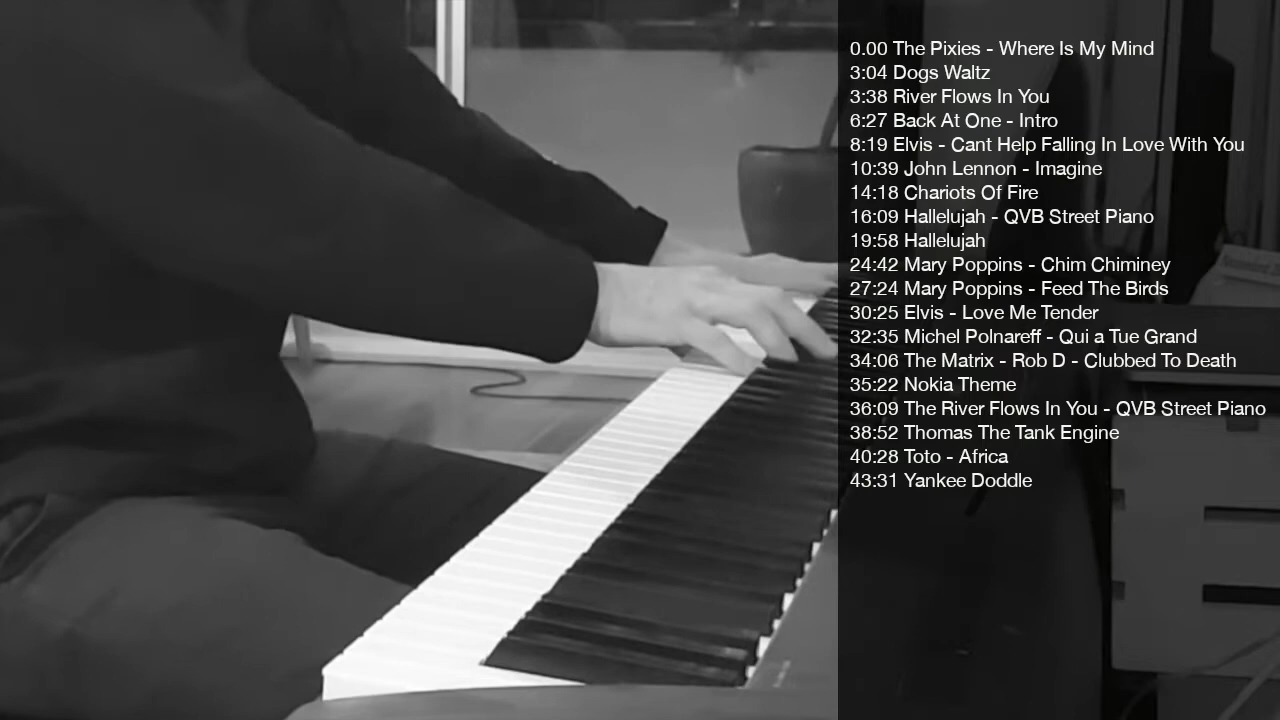 0.00 The Pixies - Where Is My Mind
3:04 Dogs Waltz
3:38 River Flows In You
6:27 Back At One - Intro
8:19 Elvis - Cant Help Falling In Love With You
10:39 John Lennon - Imagine
14:18 Chariots Of Fire
16:09 Hallelujah - QVB Street Piano
19:58 Hallelujah
24:42 Mary Poppins - Chim Chiminey
27:24 Mary Poppins - Feed The Birds
30:25 Elvis - Love Me Tender
32:35 Michel Polnareff - Qui a Tue Grand
34:06 The Matrix - Rob D - Clubbed To Death
35:22 Nokia Theme
36:09 The River Flows In You - QVB Street Piano
38:52 Thomas The Tank Engine
40:28 Toto - Africa
43:31 Yankee Doddle